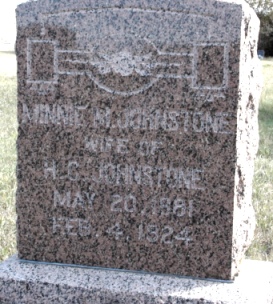 MINNIE M. JOHNSTONE
WIFE OF
H. C. JOHNSTONE
MAY 20, 1881
FEB. 4, 1924